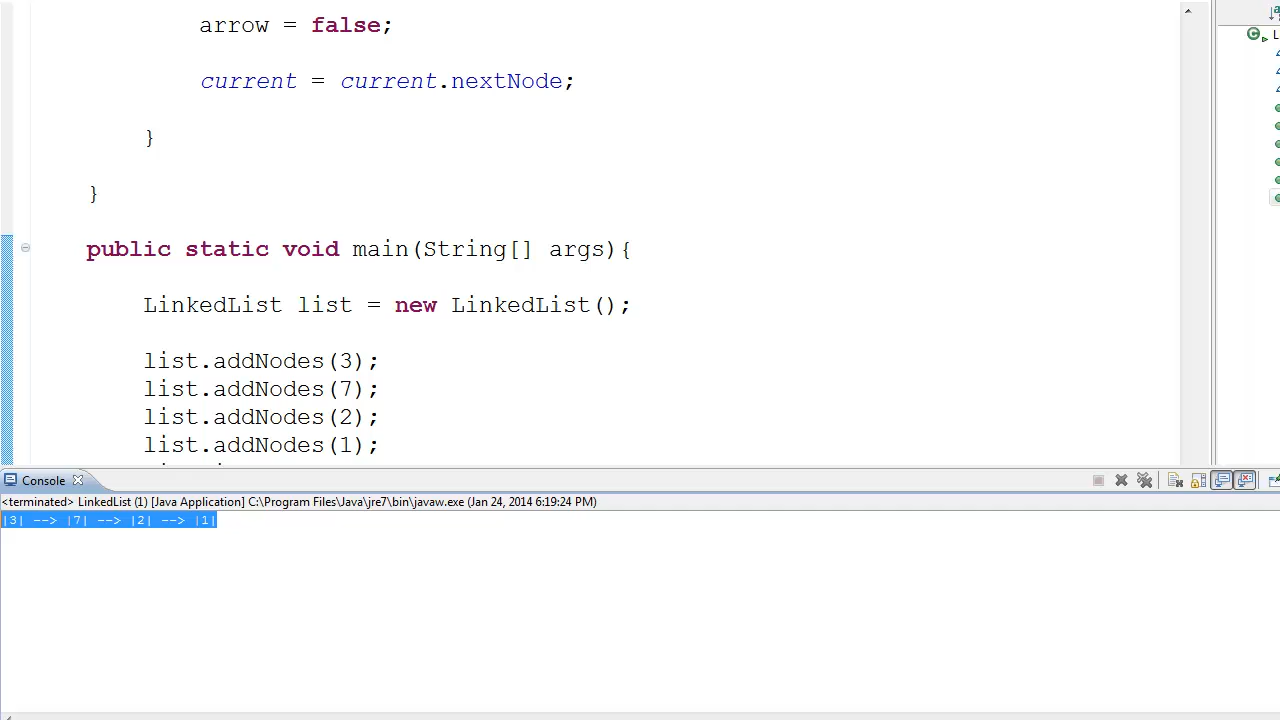 arrow = false;
current = current.nextNode;
}
}
public static void main(String[] args){
LinkedList list = new LinkedList();
list.addNodes(3);
list.addNodes(7);
list.addNodes(2);
list.addNodes(1);
Console
<terminated> LinkedList (1) [Java Application] C:\Program Files\Java\jre7\bin\javaw.exe (Jan 24, 2014 6:19:24 PM)
|3| --> |7| --> |2| --> |1|